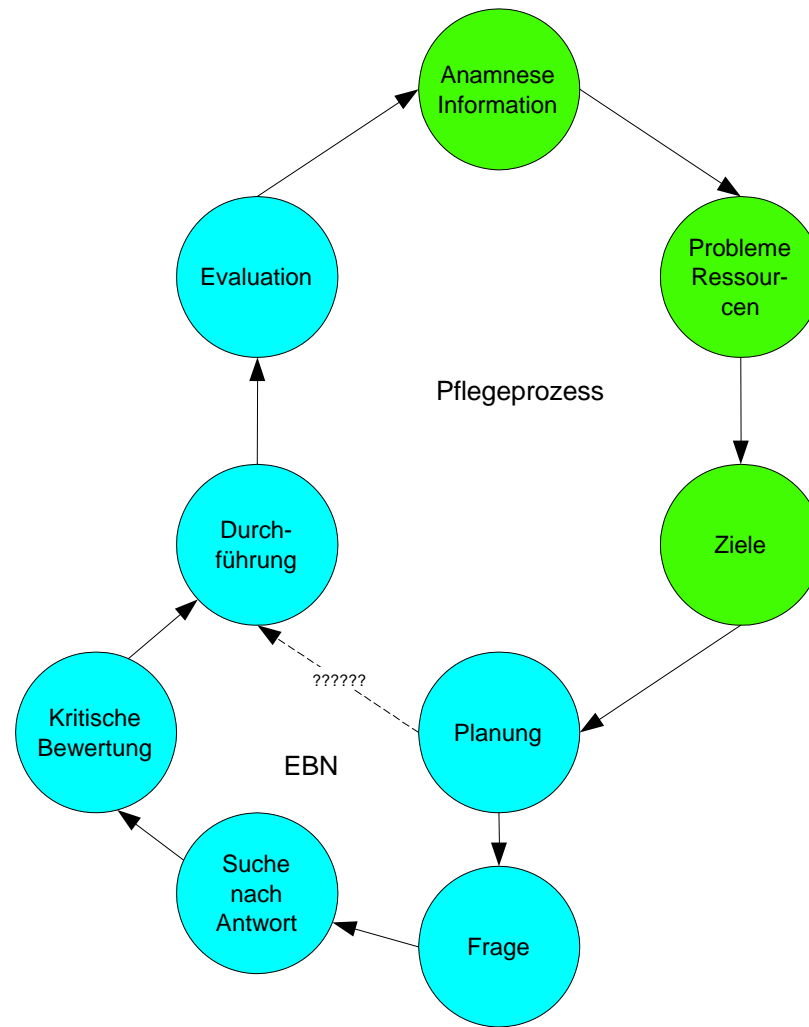 Anamnese
Information
Probleme
Ressour-
cen
Evaluation
Pflegeprozess
Durch-
führung
Ziele
??????
Kritische
Bewertung
Planung
EBN
Suche
nach
Antwort
Frage